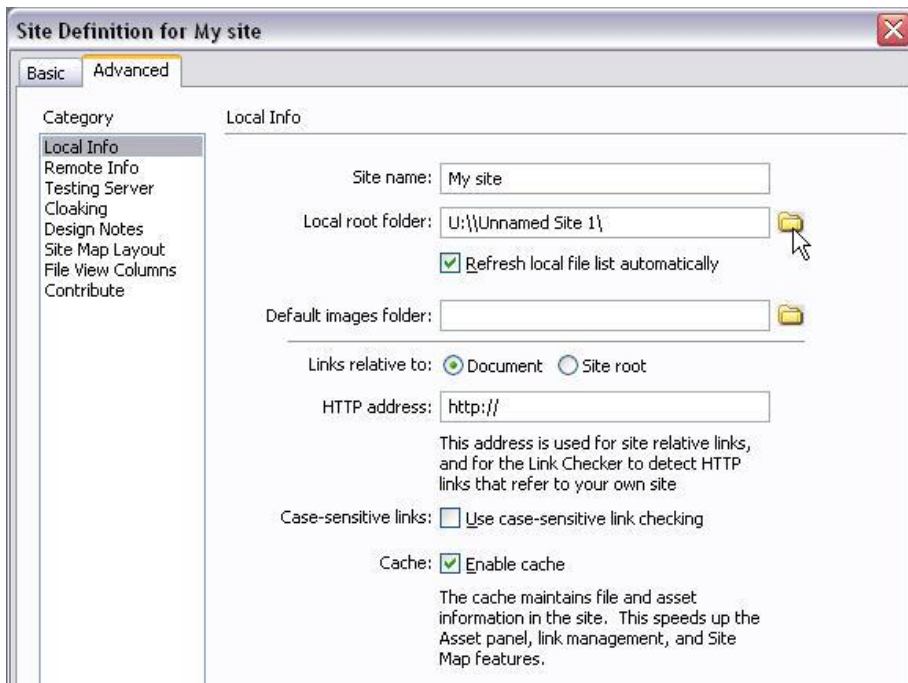 Site Definition for My site
Basic
Advanced
Category
Local Info
Remote Info
Testing Server
Cloaking
Design Notes
Site Map Layout
File View Columns
Contribute
Local Info
Site name: My site
Local root folder: U:\\Unnamed Site 1\
Refresh local file list automatically
Default images folder:
Links relative to: Document Site root
HTTP address: http://
This address is used for site relative links,
and for the Link Checker to detect HTTP
links that refer to your own site
Case-sensitive links: Use case-sensitive link checking
Cache: Enable cache
The cache maintains file and asset
information in the site. This speeds up the
Asset panel, link management, and Site
Map features.